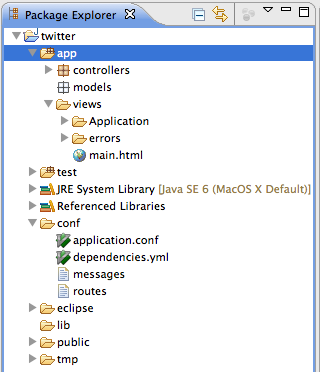 Package Explorer
twitter
app
controllers
models
views
Application
errors
main.html
test
JRE System Library [Java SE 6 (MacOS X Default)]
Referenced Libraries
conf
application.conf
dependencies.yml
messages
routes
eclipse
lib
public
tmp